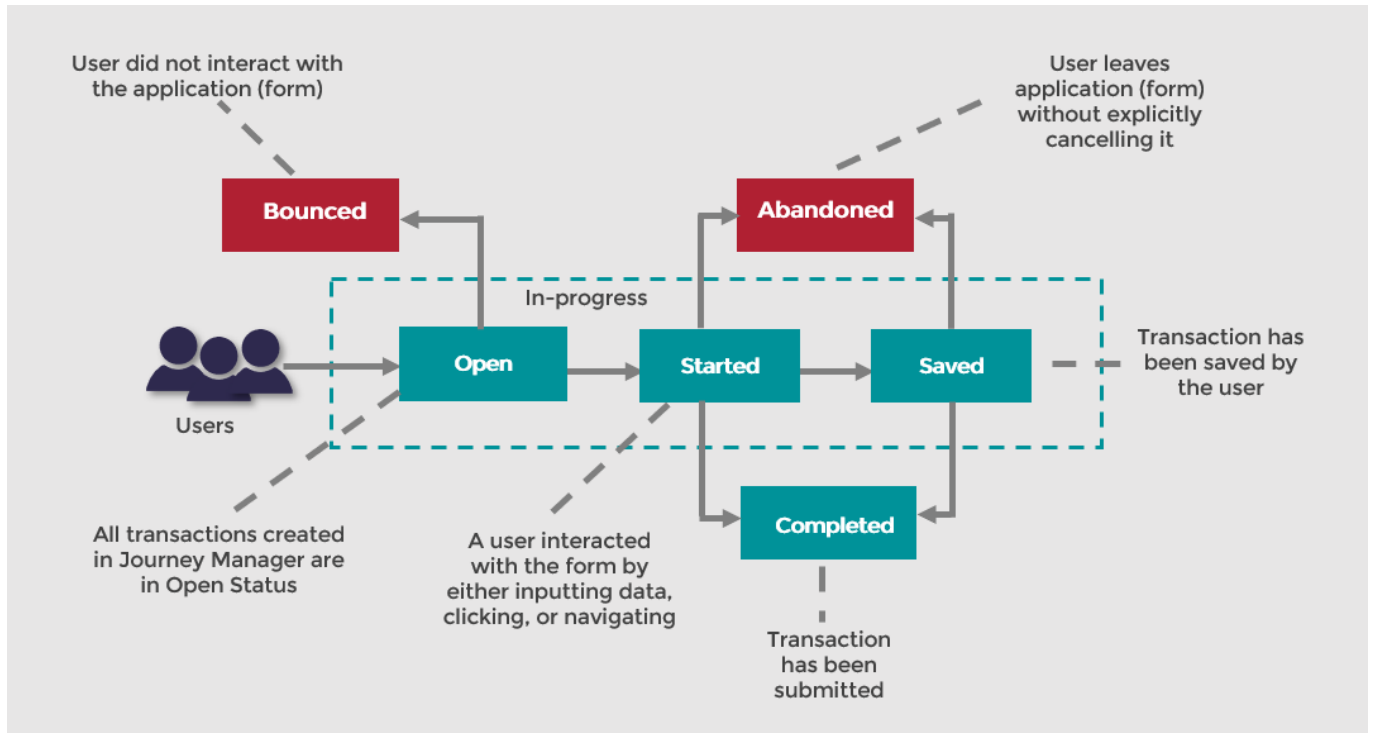 User did not interact with
the application (form)
User leaves
application (form)
without explicitly
cancelling it
Bounced
Abandoned
In-progress
Open
Started
Saved
Transaction has
been saved by
the user
Users
Completed
All transactions created
in Journey Manager are
in Open Status
A user interacted
with the form by
either inputting data,
clicking, or navigating
Transaction
has been
submitted